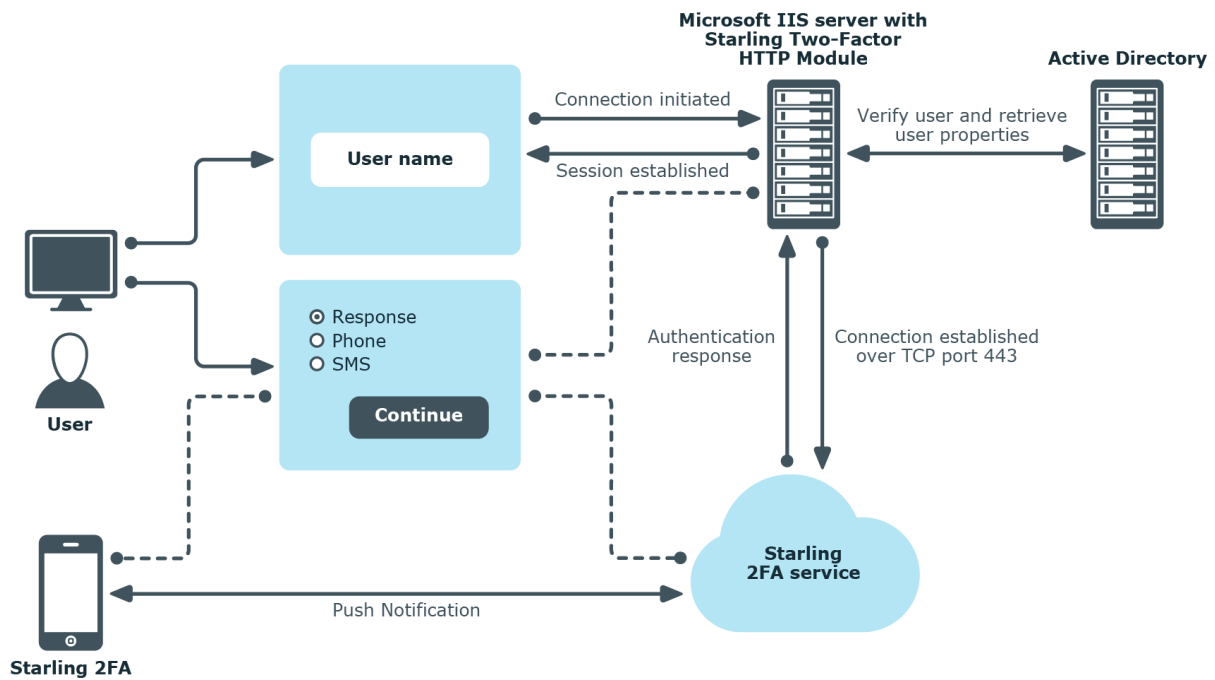 Microsoft IIS server with
Starling Two-Factor
HTTP Module
Active Directory
Connection initiated
Verify user and retrieve
user properties
User name
Session established
Response
Phone
SMS
Continue
Authentication
response
Connection established
over TCP port 443
User
Starling
2FA service
Push Notification
Starling 2FA